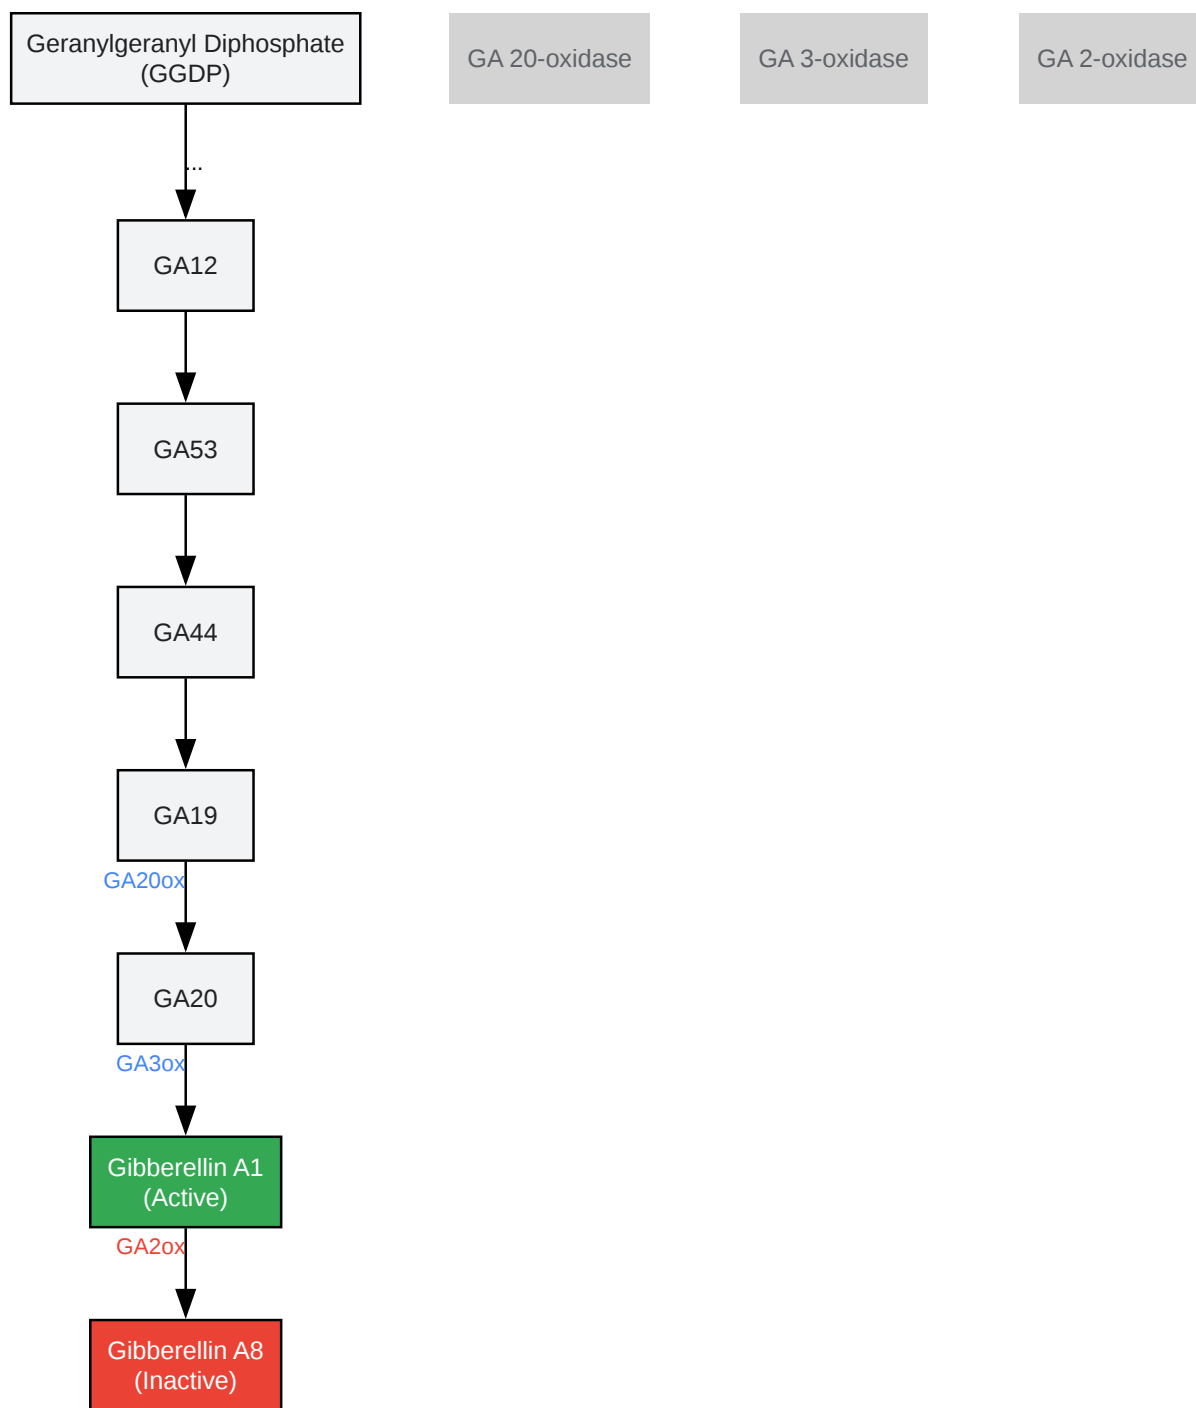 Geranylgeranyl Diphosphate
(GGDP)
GA 20-oxidase
GA 3-oxidase
GA 2-oxidase
...
GA12
GA53
GA44
GA19
GA20ox
GA20
GA3ox
Gibberellin A1
(Active)
GA2ox
Gibberellin A8
(Inactive)